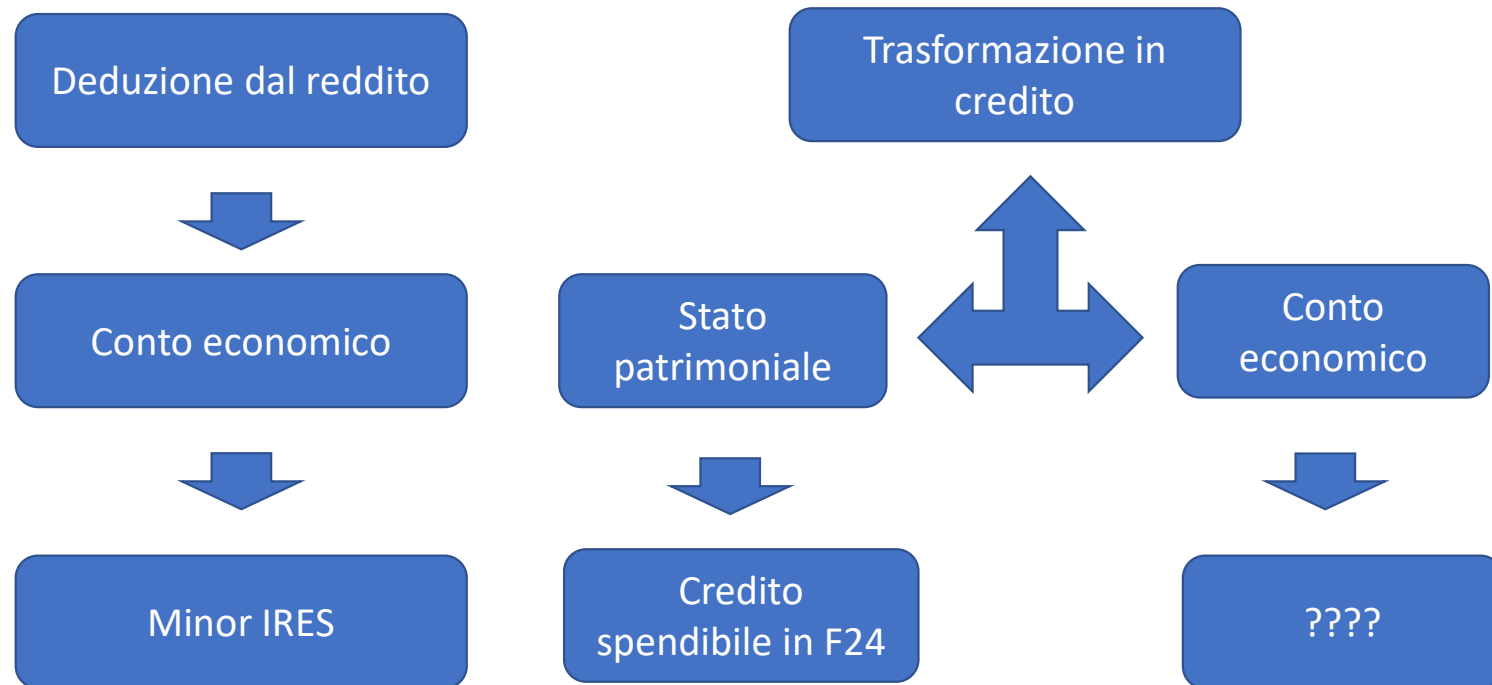 Deduzione dal reddito
Conto economico
Minor IRES
Trasformazione in
credito
Stato
patrimoniale
Conto
economico
Credito
spendibile in F24
????